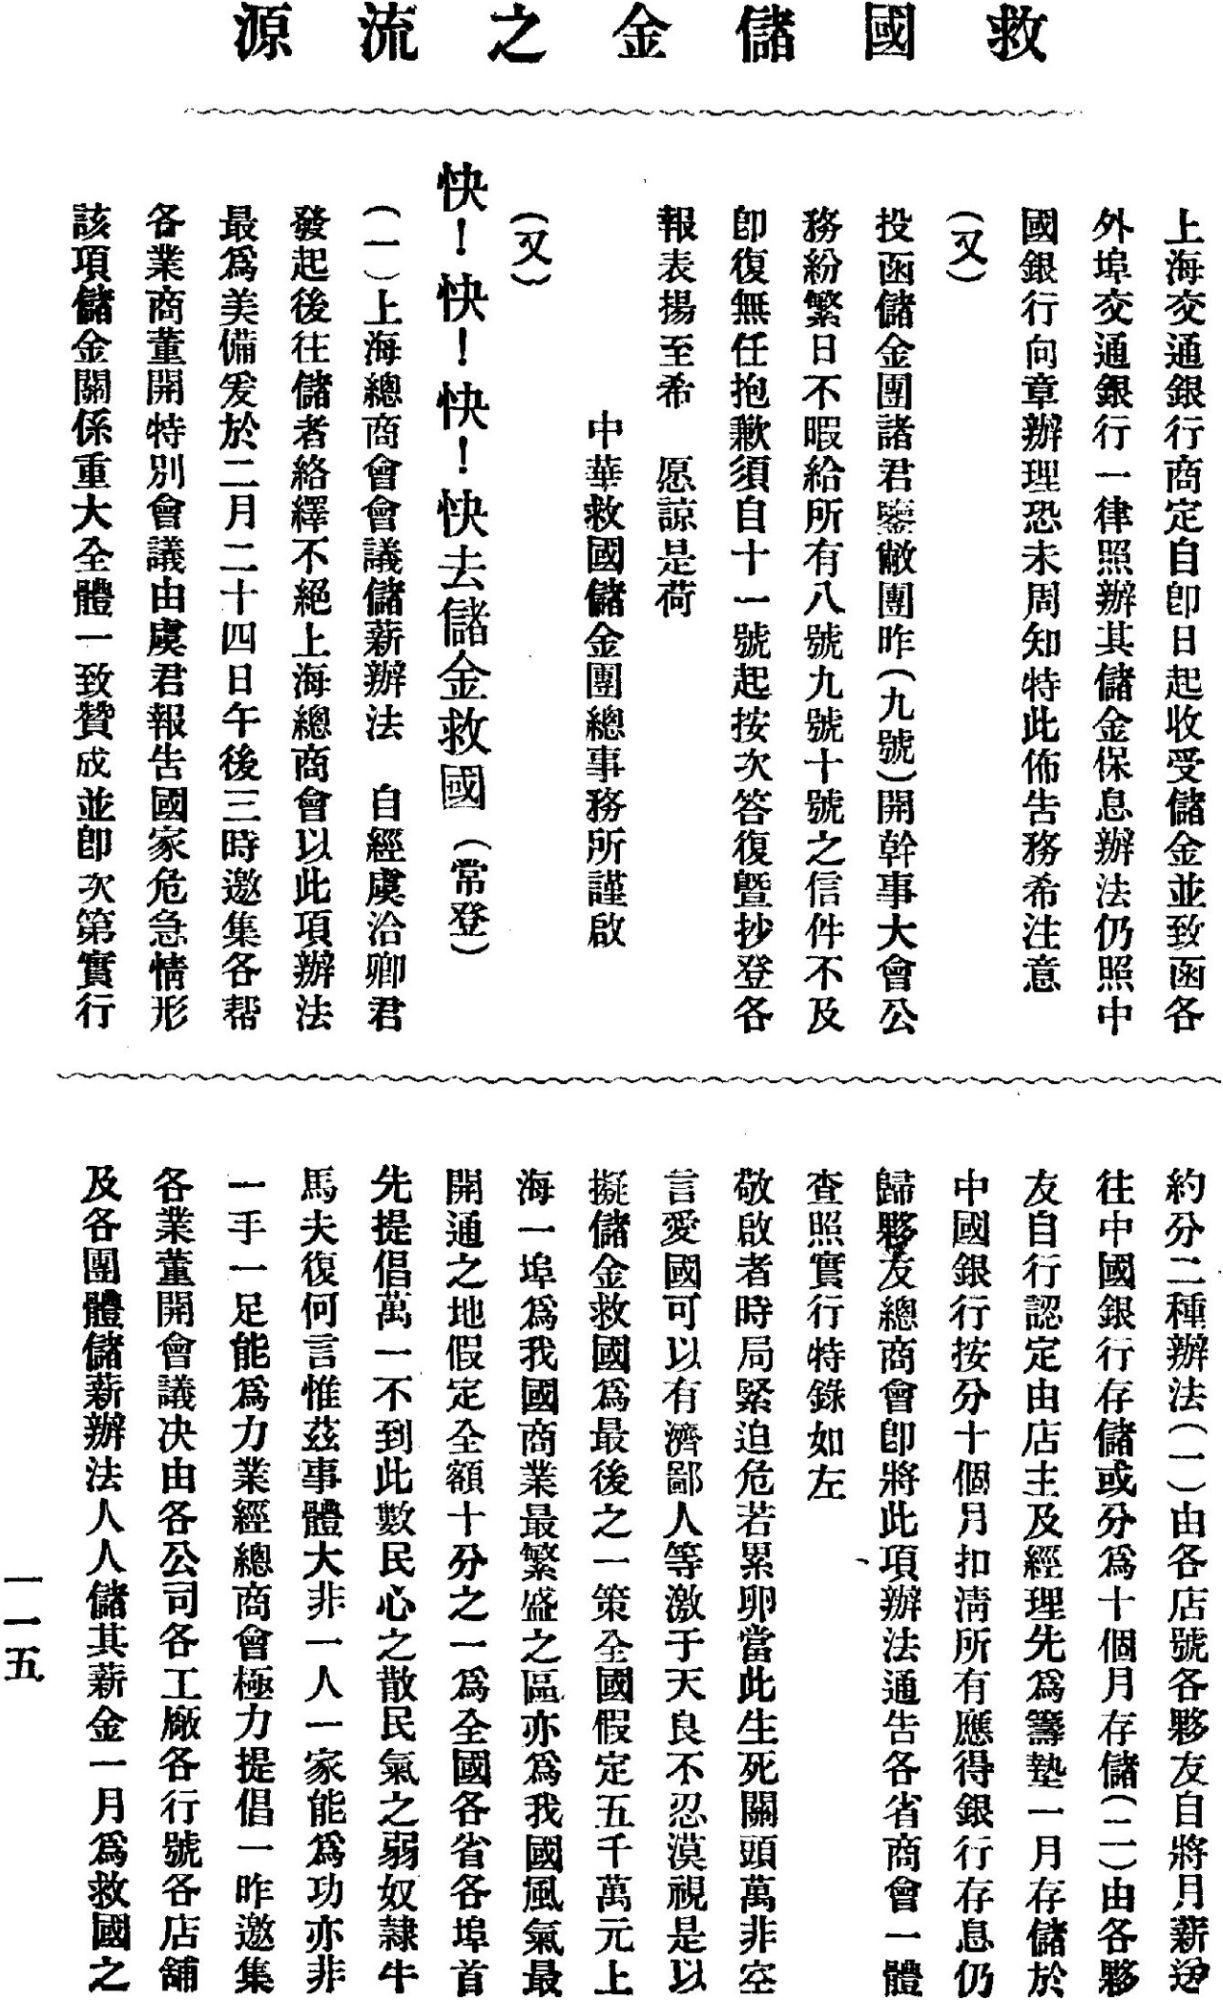 救國儲金之流源
上海交通銀行商定自卽日起收受儲金並致函各
外埠交通銀行一律照辦其儲金保息辦法仍照中
國銀行向章辦理恐未周知特此佈吿務希注意
(又)
投函儲金團諸君鑒敝團昨(九號)開幹事大會公
務紛繁日不暇給所有八號九號十號之信件不及
卽復無任抱歉須自十一號起按次答復曁抄登各
報表揚至希 愿諒是荷
中華救國儲金團總事務所謹啟
(又)
快!快!快!快去儲金救國(常登)
(一)上海總商會會議儲薪辦法 自經虞洽卿君
發起後往儲者絡繹不絕上海總商會以此項辦法
最爲美備爰於二月二十四日午後三時邀集各帮
各業商董開特別會議由虞君報吿國家危急情形
該項儲金關係重大全體一致贊成並卽次第實行
約分二種辦法(一)由各店號各夥友自將月薪送
往中國銀行存儲或分爲十個月存儲(二)由各夥
友自行認定由店主及經理先爲籌墊一月存儲於
中國銀行按分十個月扣淸所有應得銀行存息仍
歸夥友總商會卽將此項辦法通吿各省商會一體
查照實行特錄如左
敬啟者時局緊迫危若累卵當此生死關頭萬非空
言愛國可以有濟鄙人等激于天良不忍漠視是以
擬儲金救國爲最後之一策全國假定五千萬元上
海一埠爲我國商業最繁盛之區亦爲我國風氣最
開通之地假定全額十分之一爲全國各省各埠首
先提倡萬一不到此數民心之散民氣之弱奴隷牛
馬夫復何言惟茲事體大非一人一家能爲功亦非
一手一足能爲力業經總商會極力提倡一昨邀集
各業董開會議决由各公司各工廠各行號各店舖
及各團體儲薪辦法人人儲其薪金一月爲救國之
一一五